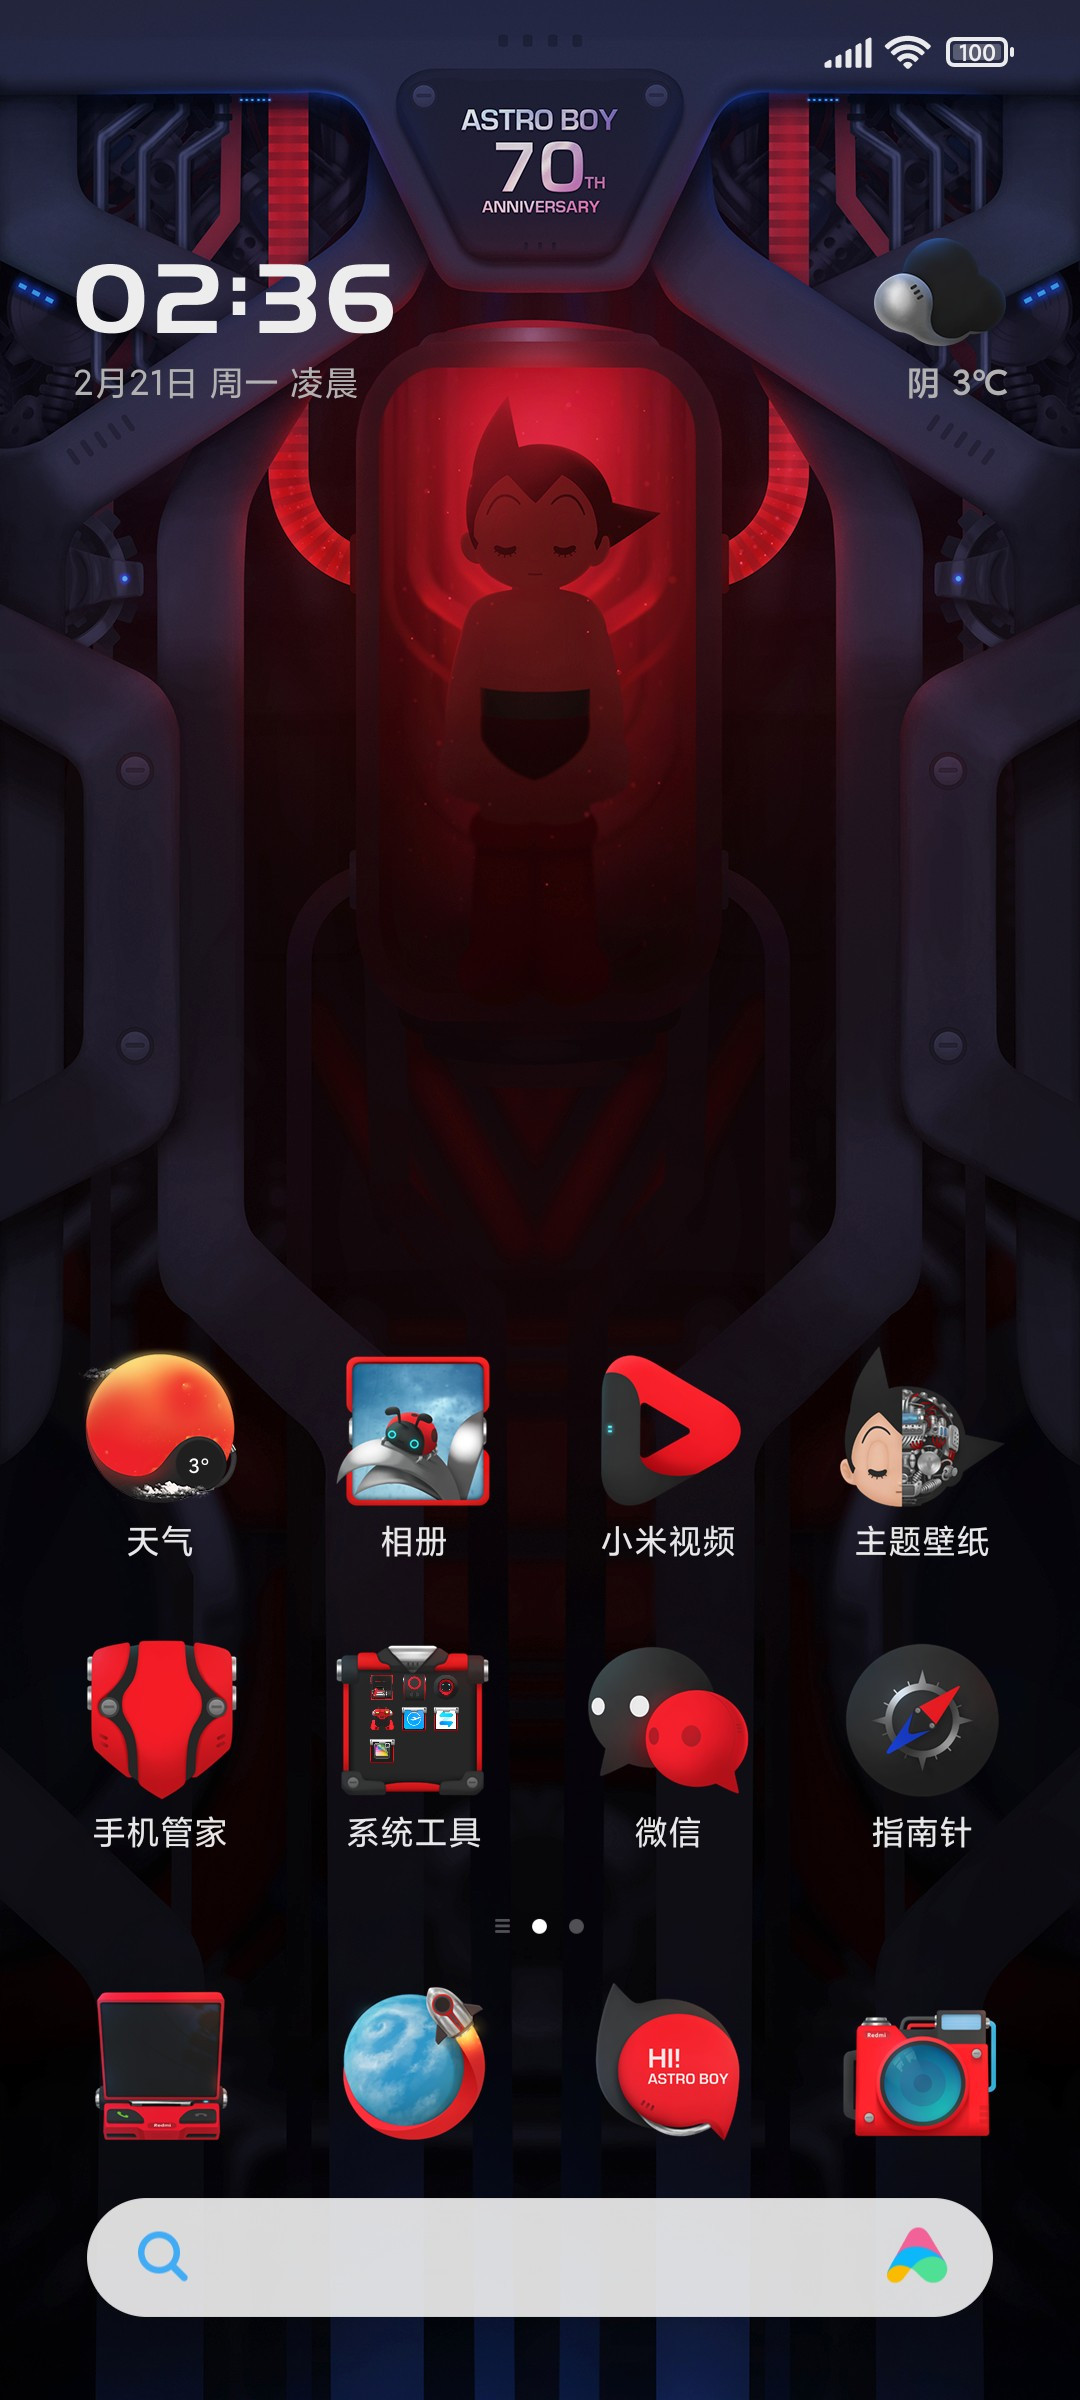 100
ASTRO BOY
70TH
ANNIVERSARY
02:36
2月21日 周一 凌晨
阴 3°C
3°
天气
相册
小米视频
主题壁纸
手机管家
系统工具
微信
指南针
Redmi
HI!
ASTRO BOY
Redmi